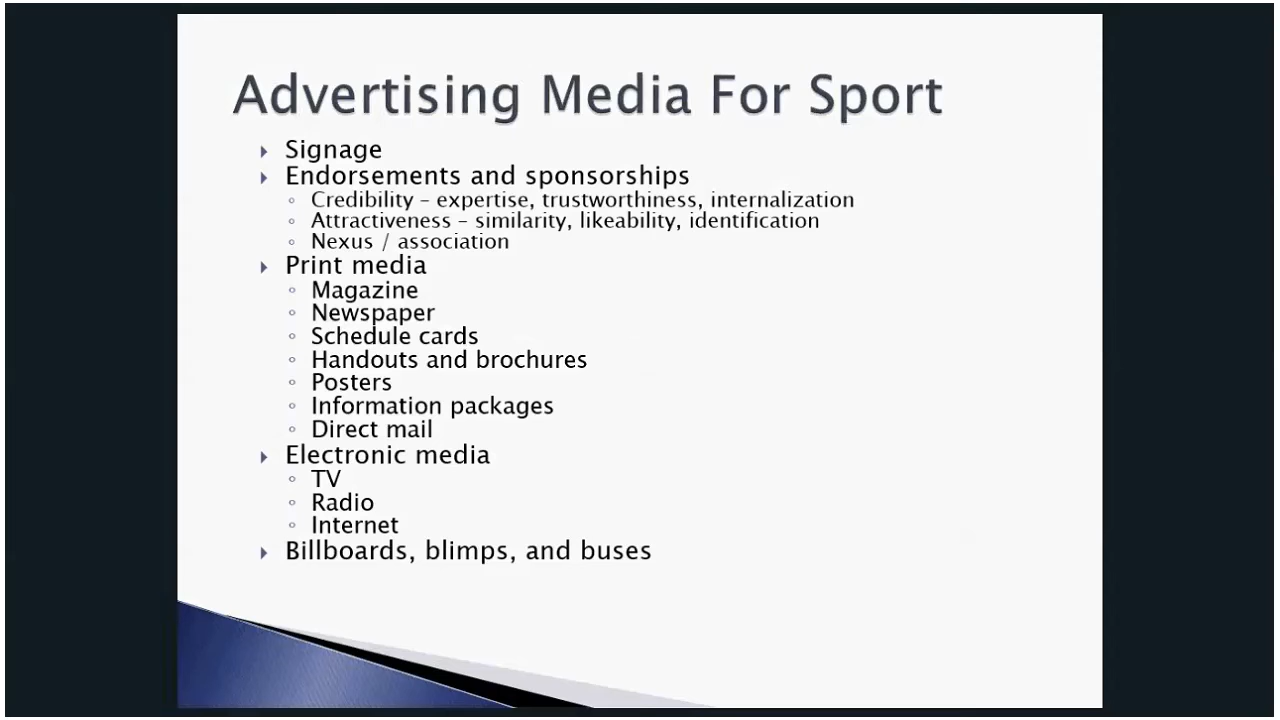 Advertising Media For Sport
Signage
Endorsements and sponsorships
Credibility – expertise, trustworthiness, internalization
Attractiveness – similarity, likeability, identification
Nexus / association
Print media
Magazine
Newspaper
Schedule cards
Handouts and brochures
Posters
Information packages
Direct mail
Electronic media
TV
Radio
Internet
Billboards, blimps, and buses